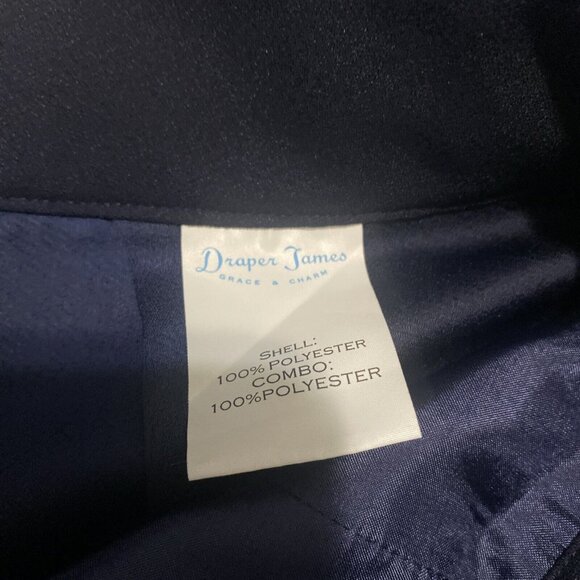 Draper James
GRACE & CHARM
SHELL:
100% POLYESTER
COMBO:
100%POLYESTER